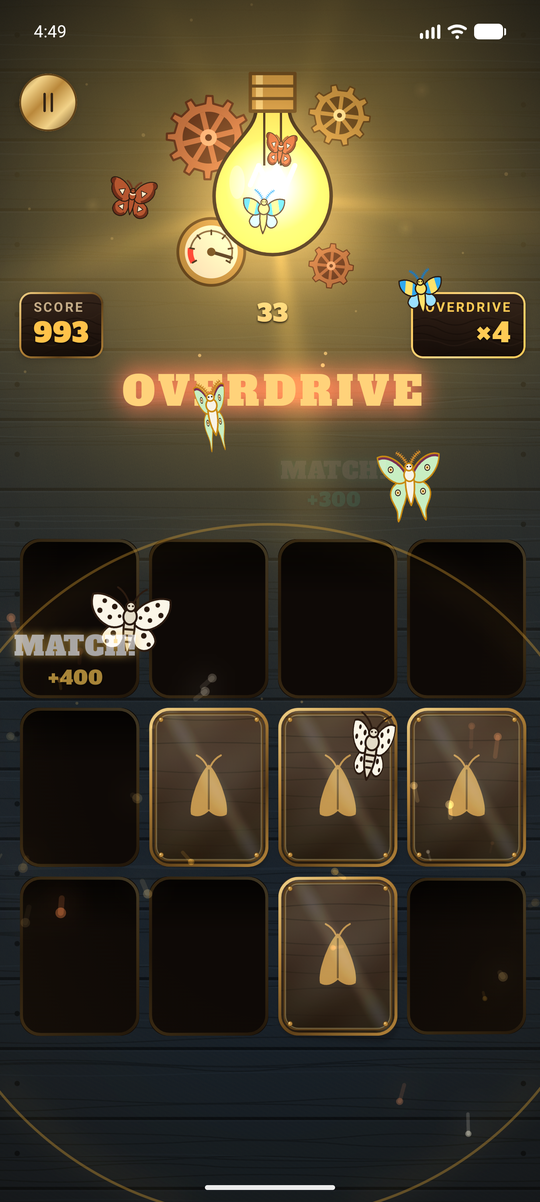 4:49
SCORE
993
33
OVERDRIVE
×4
OVERDRIVE
MATCH
+300
MATCH!
+400